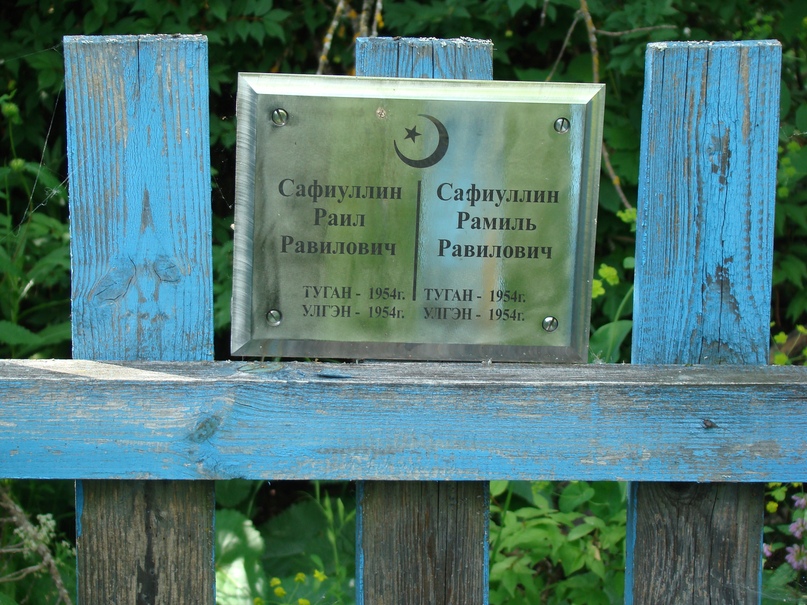 Сафиуллин
Раил
Равилович
ТУГАН - 1954г.
УЛГЭН - 1954г.
Сафиуллин
Рамиль
Равилович
ТУГАН - 1954г.
УЛГЭН - 1954г.